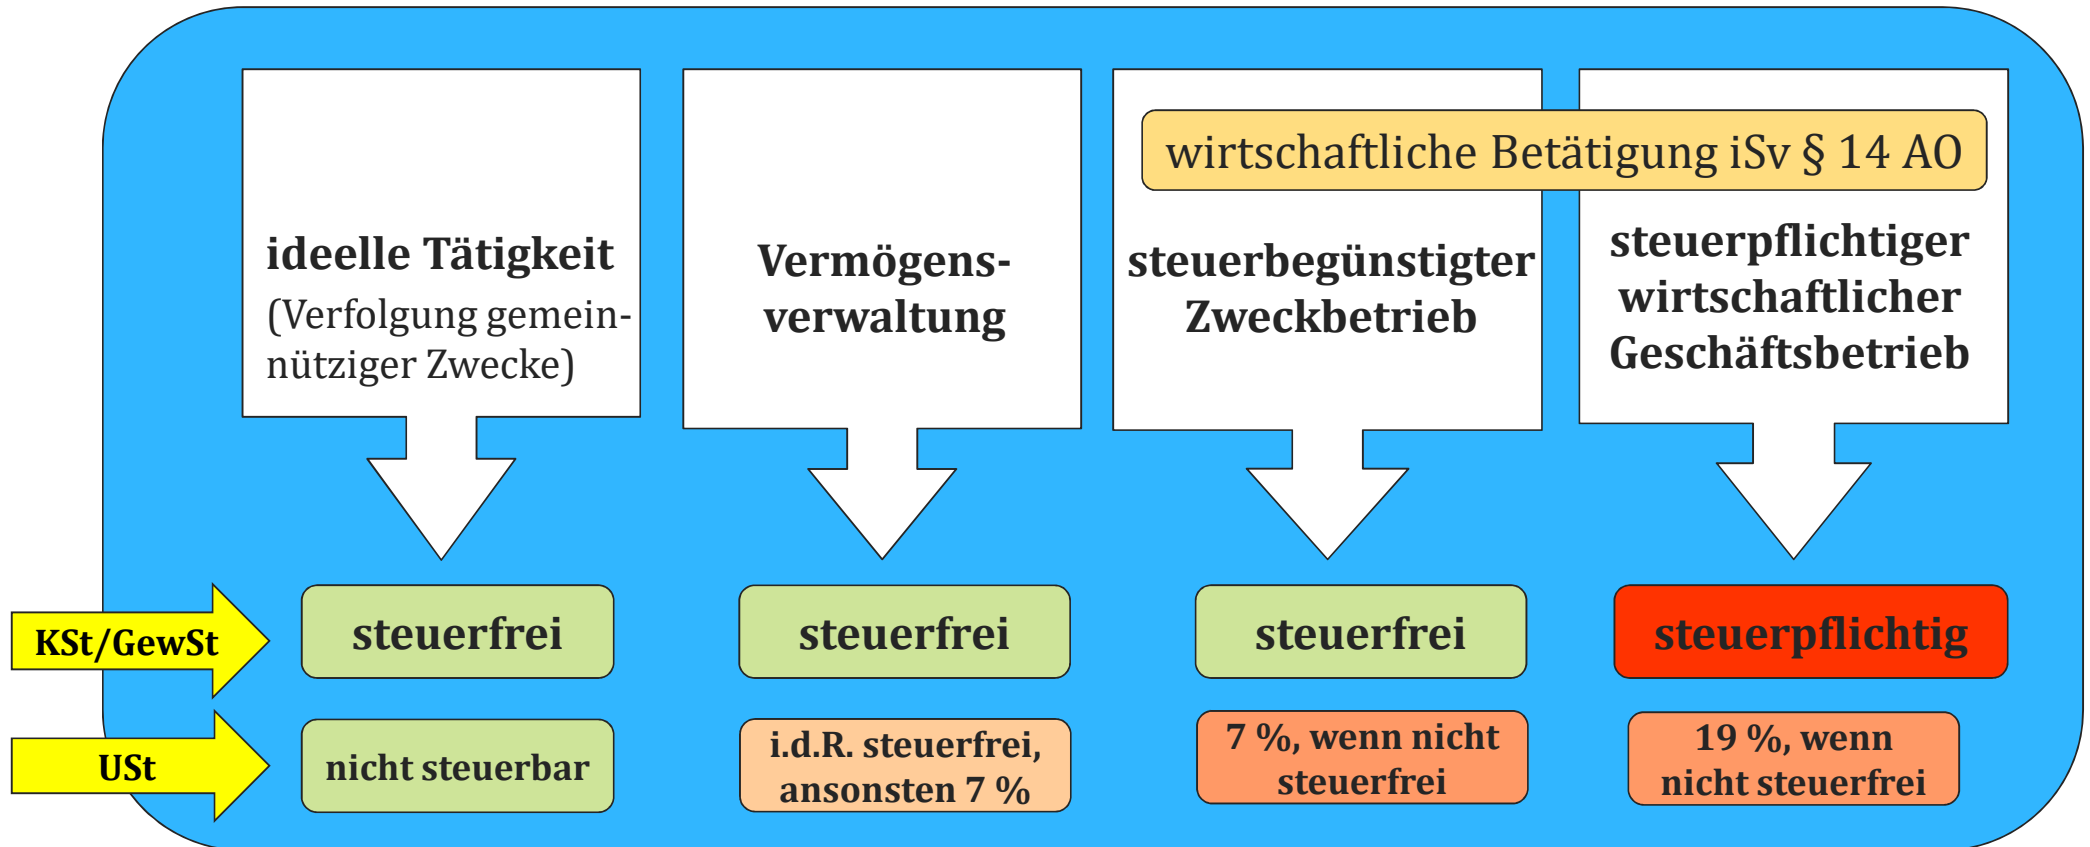 wirtschaftliche Betätigung iSv § 14 AO
ideelle Tätigkeit
(Verfolgung gemein-
nütziger Zwecke)
Vermögens-
verwaltung
steuerbegünstigter
Zweckbetrieb
steuerpflichtiger
wirtschaftlicher
Geschäftsbetrieb
KSt/GewSt
steuerfrei
steuerfrei
steuerfrei
steuerpflichtig
USt
nicht steuerbar
i.d.R. steuerfrei,
ansonsten 7 %
7 %, wenn nicht
steuerfrei
19 %, wenn
nicht steuerfrei